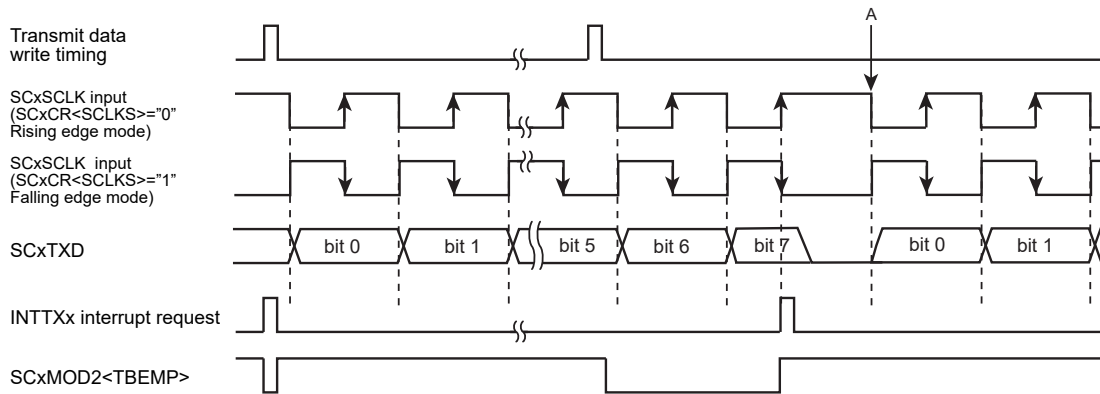 A
Transmit data
write timing
SCxSCLK input
(SCxCR<SCLKS>="0"
Rising edge mode)
SCxSCLK input
(SCxCR<SCLKS>="1"
Falling edge mode)
SCxTXD
bit 0
bit 1
bit 5
bit 6
bit 7
bit 0
bit 1
INTTXx interrupt request
SCxMOD2<TBEMP>